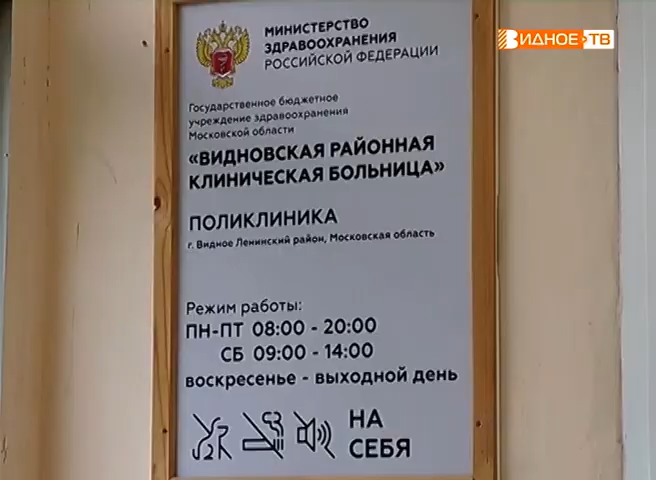 ВИДНОЕ-ТВ
МИНИСТЕРСТВО
ЗДРАВООХРАНЕНИЯ
РОССИЙСКОЙ ФЕДЕРАЦИИ
Государственное бюджетное
учреждение здравоохранения
Московской области
«ВИДНОВСКАЯ РАЙОННАЯ
КЛИНИЧЕСКАЯ БОЛЬНИЦА»
ПОЛИКЛИНИКА
г. Видное Ленинский район, Московская область
Режим работы:
ПН-ПТ 08:00 - 20:00
СБ 09:00 - 14:00
воскресенье - выходной день
НА
СЕБЯ